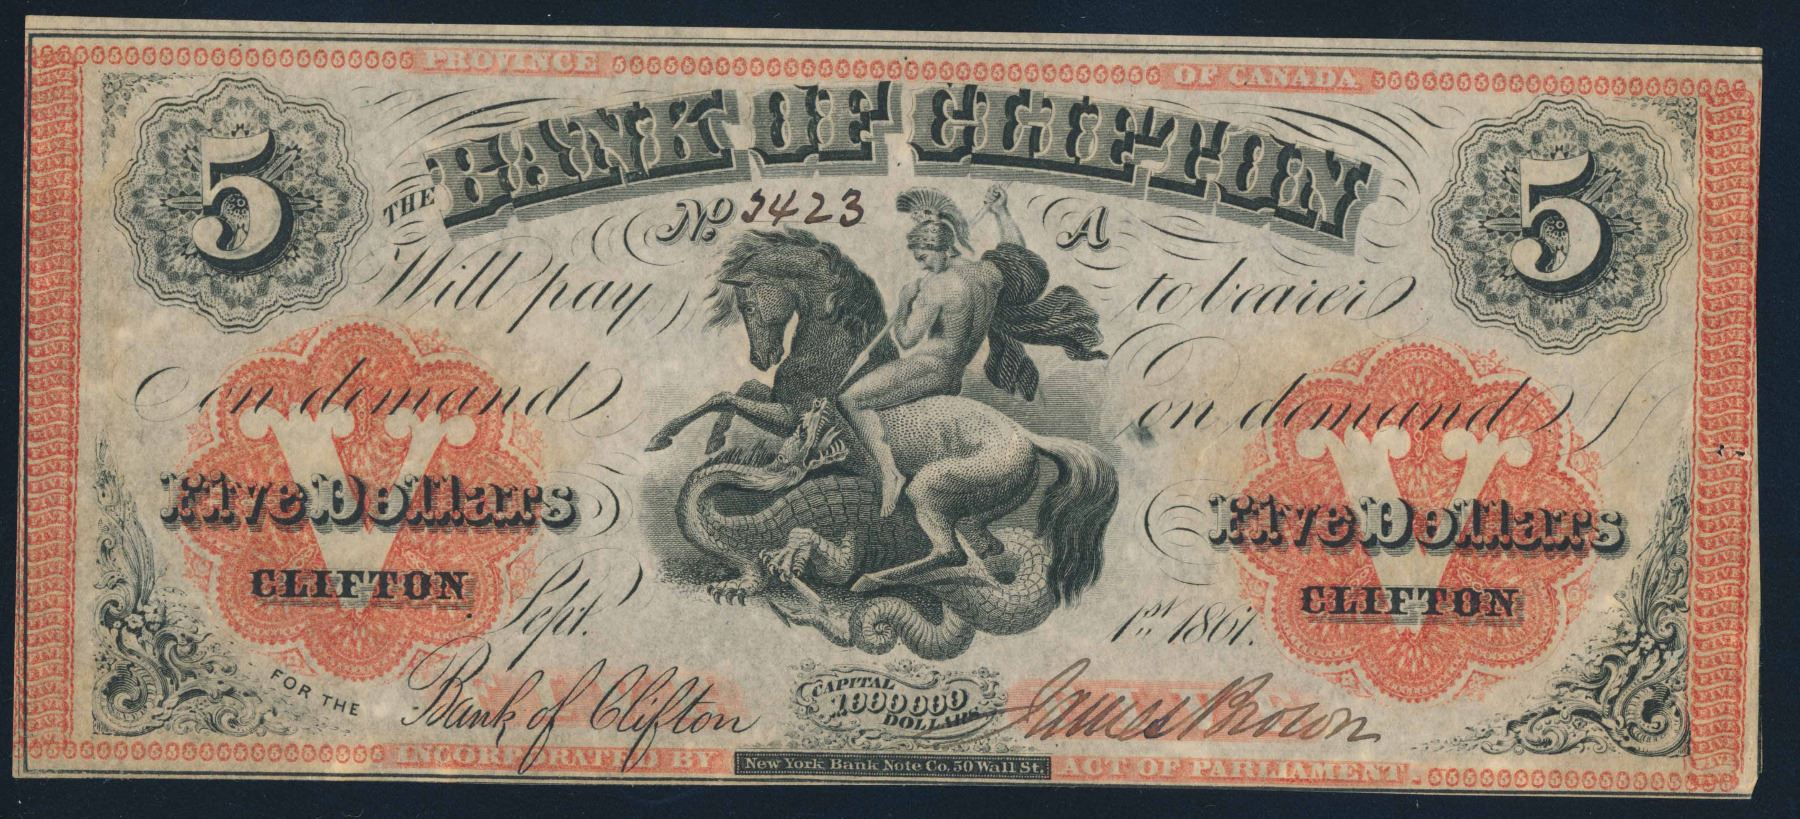 PROVINCE OF CANADA
THE BANK OF CLIFTON
5 5
No. 3423 A
Will pay to bearer
on demand on demand
V V
Five Dollars Five Dollars
CLIFTON CLIFTON
Sept. 1st 1861.
FOR THE Bank of Clifton James Brown
CAPITAL
1000000
DOLLARS
INCORPORATED BY ACT OF PARLIAMENT.
New York Bank Note Co. 50 Wall St.